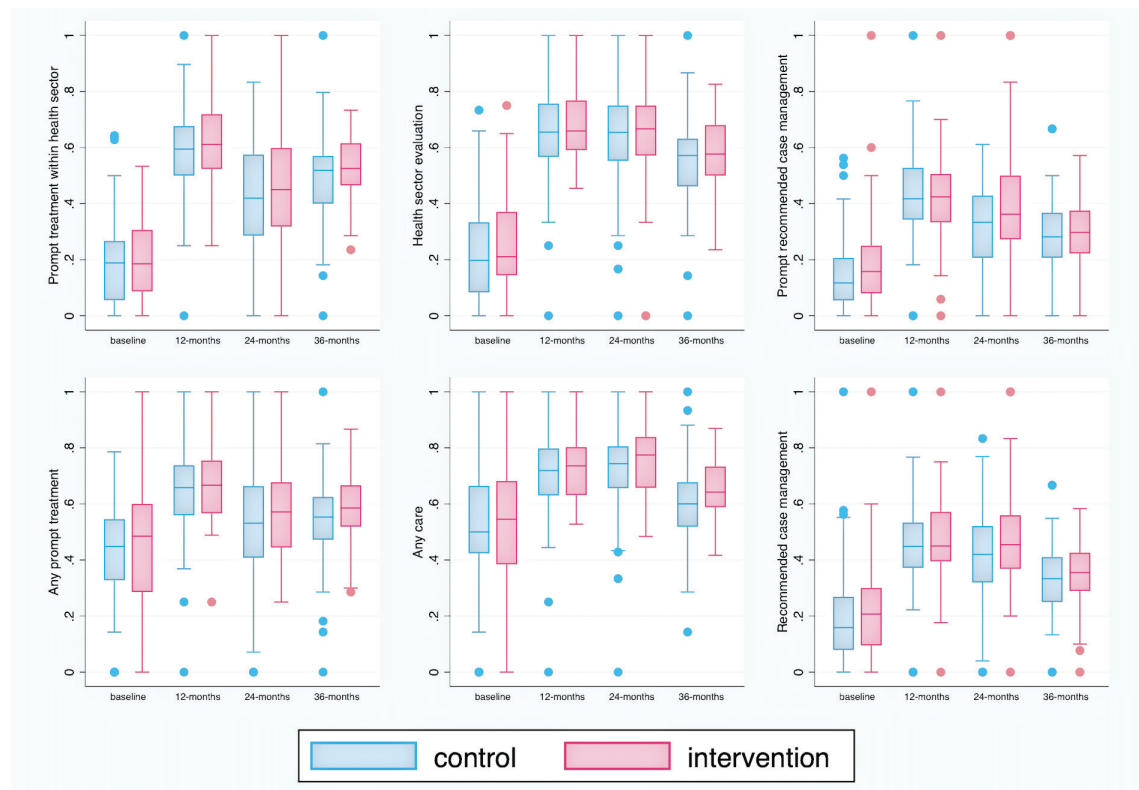 Prompt treatment within health sector
1
.8
.6
.4
.2
0
baseline 12-months 24-months 36-months
Health sector evaluation
1
.8
.6
.4
.2
0
baseline 12-months 24-months 36-months
Prompt recommended case management
1
.8
.6
.4
.2
0
baseline 12-months 24-months 36-months
Any prompt treatment
1
.8
.6
.4
.2
0
baseline 12-months 24-months 36-months
Any care
1
.8
.6
.4
.2
0
baseline 12-months 24-months 36-months
Recommended case management
1
.8
.6
.4
.2
0
baseline 12-months 24-months 36-months
control intervention